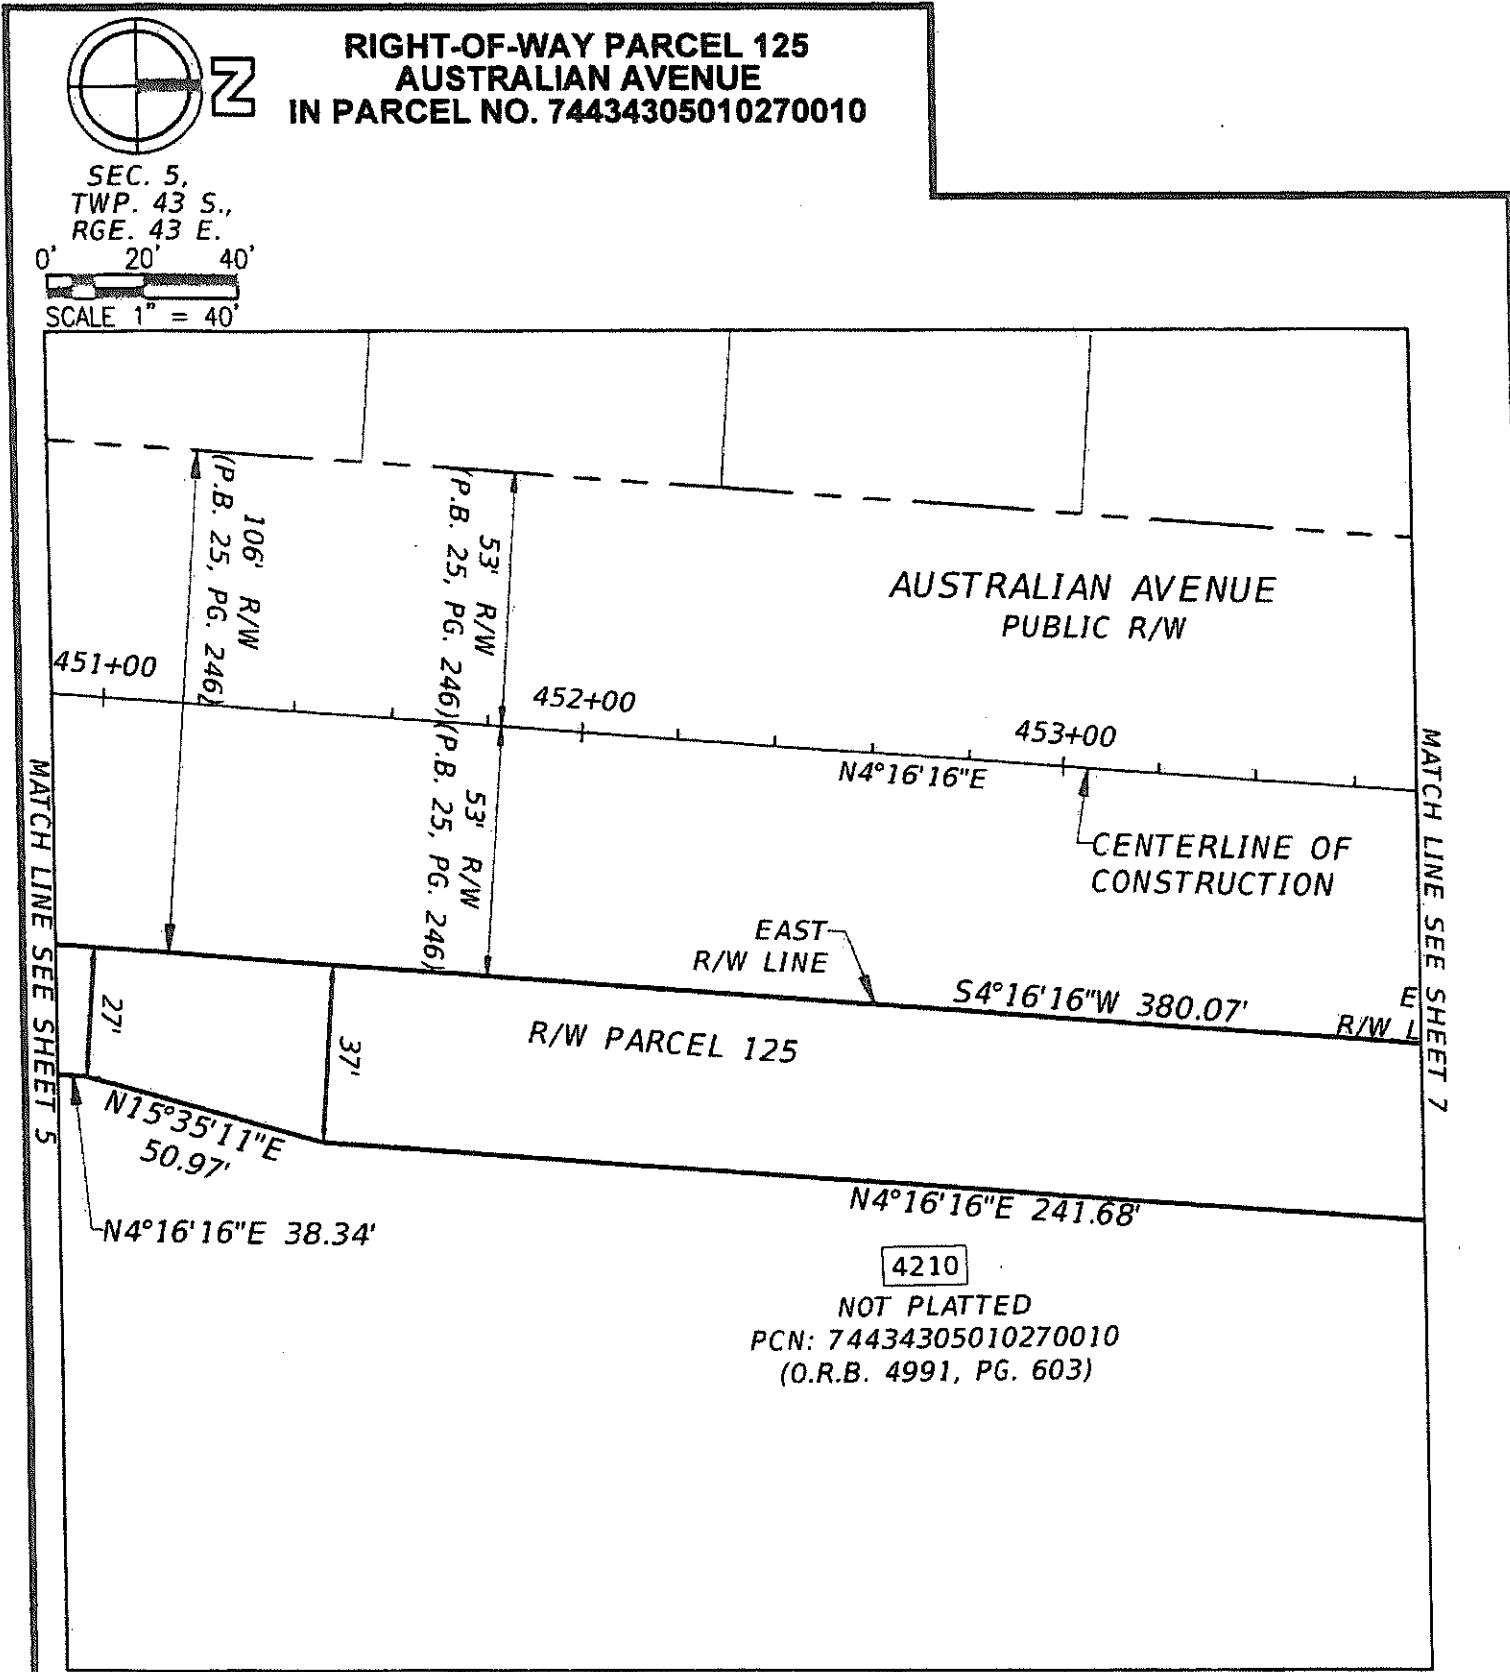 RIGHT-OF-WAY PARCEL 125
AUSTRALIAN AVENUE
IN PARCEL NO. 74434305010270010
N
SEC. 5,
TWP. 43 S.,
RGE. 43 E.
0' 20' 40'
SCALE 1" = 40'
106' R/W
(P.B. 25, PG. 246)
53' R/W
(P.B. 25, PG. 246)
AUSTRALIAN AVENUE
PUBLIC R/W
451+00
452+00
453+00
N4°16'16"E
53' R/W
(P.B. 25, PG. 246)
CENTERLINE OF
CONSTRUCTION
MATCH LINE SEE SHEET 5
MATCH LINE SEE SHEET 7
EAST
R/W LINE
S4°16'16"W 380.07'
E
R/W L
27'
37'
R/W PARCEL 125
N15°35'11"E
50.97'
N4°16'16"E 38.34'
N4°16'16"E 241.68'
4210
NOT PLATTED
PCN: 74434305010270010
(O.R.B. 4991, PG. 603)